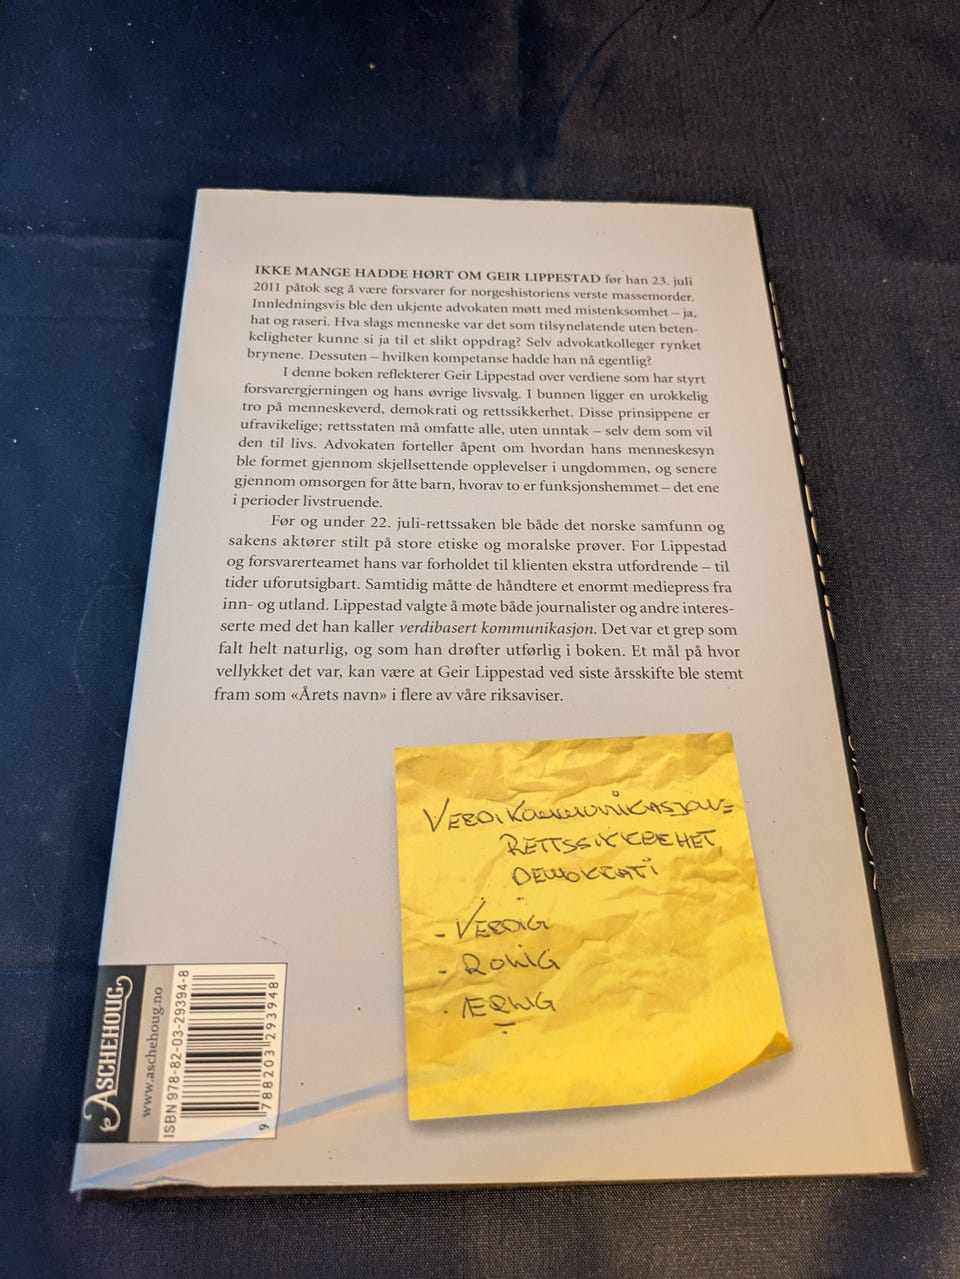 IKKE MANGE HADDE HØRT OM GEIR LIPPESTAD før han 23. juli
2011 påtok seg å være forsvarer for norgeshistoriens verste massemorder.
Innledningsvis ble den ukjente advokaten møtt med mistenksomhet – ja,
hat og raseri. Hva slags menneske var det som tilsynelatende uten beten-
keligheter kunne si ja til et slikt oppdrag? Selv advokatkolleger rynket
brynene. Dessuten – hvilken kompetanse hadde han nå egentlig?
I denne boken reflekterer Geir Lippestad over verdiene som har styrt
forsvarergjerningen og hans øvrige livsvalg. I bunnen ligger en urokkelig
tro på menneskeverd, demokrati og rettssikkerhet. Disse prinsippene er
ufravikelige; rettsstaten må omfatte alle, uten unntak – selv dem som vil
den til livs. Advokaten forteller åpent om hvordan hans menneskesyn
ble formet gjennom skjellsettende opplevelser i ungdommen, og senere
gjennom omsorgen for åtte barn, hvorav to er funksjonshemmet – det ene
i perioder livstruende.
Før og under 22. juli-rettssaken ble både det norske samfunn og
sakens aktører stilt på store etiske og moralske prøver. For Lippestad
og forsvarerteamet hans var forholdet til klienten ekstra utfordrende – til
tider uforutsigbart. Samtidig måtte de håndtere et enormt mediepress fra
inn- og utland. Lippestad valgte å møte både journalister og andre interes-
serte med det han kaller verdibasert kommunikasjon. Det var et grep som
falt helt naturlig, og som han drøfter utførlig i boken. Et mål på hvor
vellykket det var, kan være at Geir Lippestad ved siste årsskifte ble stemt
fram som «Årets navn» i flere av våre riksaviser.
VERDIKOMMUNIKASJON=
RETTSSIKKERHET,
DEMOKRATI
- VERDIG
- ROLIG
- ÆRLIG
ASCHEHOUG
www.aschehoug.no
ISBN 978-82-03-29394-8
9 788203 293948